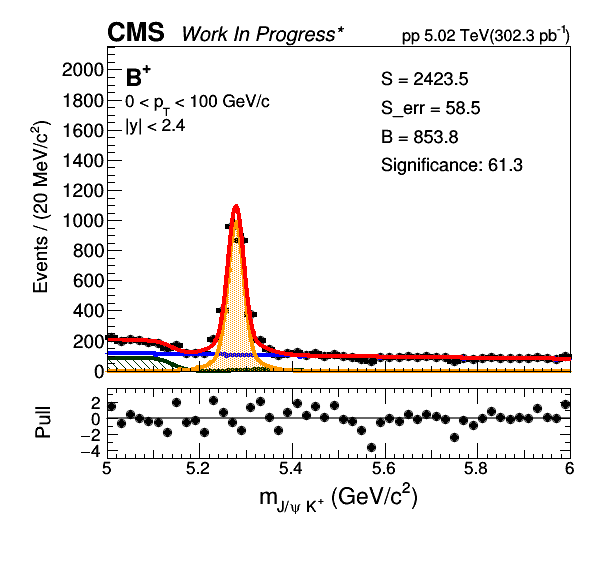 CMS Work In Progress* pp 5.02 TeV(302.3 pb⁻¹)
B⁺
0 < p_T < 100 GeV/c
|y| < 2.4
S = 2423.5
S_err = 58.5
B = 853.8
Significance: 61.3
Events / (20 MeV/c²)
2000
1800
1600
1400
1200
1000
800
600
400
200
0
Pull
2
0
−2
−4
5 5.2 5.4 5.6 5.8 6
m_{J/ψ K⁺} (GeV/c²)